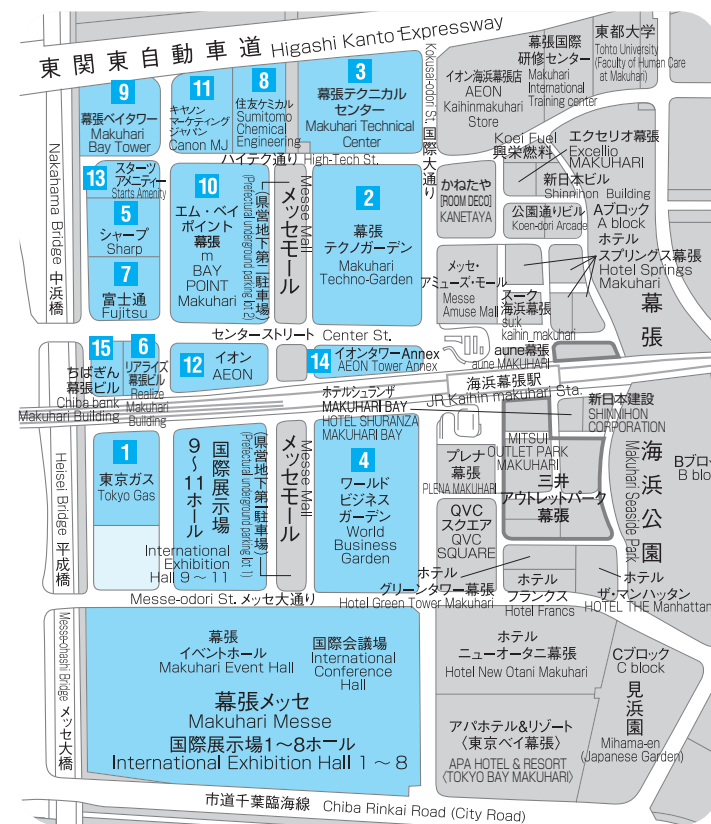 東関東自動車道 Higashi Kanto Expressway
9
幕張ベイタワー
Makuhari
Bay Tower
11
キヤノン
マーケティング
ジャパン
Canon MJ
8
住友ケミカル
Sumitomo
Chemical
Engineering
3
幕張テクニカル
センター
Makuhari Technical
Center
Kokusai-odori St. 国際大通り
イオン海浜幕張店
AEON
Kaihinmakuhari
Store
幕張国際
研修センター
Makuhari
International
Training center
東都大学
Tohto University
(Faculty of Human Care
at Makuhari)
ハイテク通り High-Tech St.
Koei Fuel
興栄燃料
エクセリオ幕張
Excellio
MAKUHARI
新日本ビル
Shinnihon Building
Nakahama Bridge 中浜橋
13
スターツ
アメニティー
Starts Amenity
5
シャープ
Sharp
7
富士通
Fujitsu
10
エム・ベイ
ポイント
幕張
m
BAY
POINT
Makuhari
(県営地下第二駐車場)
(Prefectural underground parking lot 2)
メッセモール
Messe Mall
2
幕張
テクノガーデン
Makuhari
Techno-Garden
かねたや
[ROOM DECO]
KANETAYA
公園通りビル
Koen-dori Arcade
Aブロック
A block
ホテル
スプリングス幕張
Hotel Springs
Makuhari
メッセ・
アミューズ・モール
Messe
Amuse Mall
スーク
海浜幕張
su:k
kaihin_makuhari
センターストリート Center St.
15
ちばぎん
幕張ビル
Chiba bank
Makuhari Building
6
リアライズ
幕張ビル
Realize
Makuhari
Building
12
イオン
AEON
14
イオンタワーAnnex
AEON Tower Annex
aune幕張
aune MAKUHARI
海浜幕張駅
JR Kaihin makuhari Sta.
ホテルシュランザ
MAKUHARI BAY
HOTEL SHURANZA
MAKUHARI BAY
新日本建設
SHINNIHON
CORPORATION
幕張海浜公園
Makuhari Seaside Park
Bブロ
B blo
Heisei Bridge 平成橋
1
東京ガス
Tokyo Gas
国際展示場
9〜11ホール
International
Exhibition
Hall 9〜11
(県営地下第一駐車場)
(Prefectural underground parking lot 1)
メッセモール
Messe Mall
4
ワールド
ビジネス
ガーデン
World
Business
Garden
プレナ
幕張
PLENA MAKUHARI
MITSUI
OUTLET PARK
MAKUHARI
三井
アウトレットパーク
幕張
QVC
スクエア
QVC
SQUARE
ホテル
グリーンタワー幕張
Hotel Green Tower Makuhari
ホテル
フランクス
Hotel Francs
ホテル
ザ・マンハッタン
HOTEL THE Manhattan
Messe-odori St. メッセ大通り
Messe-ohashi Bridge メッセ大橋
幕張
イベントホール
Makuhari Event Hall
国際会議場
International
Conference
Hall
幕張メッセ
Makuhari Messe
国際展示場1〜8ホール
International Exhibition Hall 1〜8
ホテル
ニューオータニ幕張
Hotel New Otani Makuhari
アパホテル&リゾート
〈東京ベイ幕張〉
APA HOTEL & RESORT
〈TOKYO BAY MAKUHARI〉
Cブロック
C block
見浜園
Mihama-en
(Japanese Garden)
市道千葉臨海線 Chiba Rinkai Road (City Road)